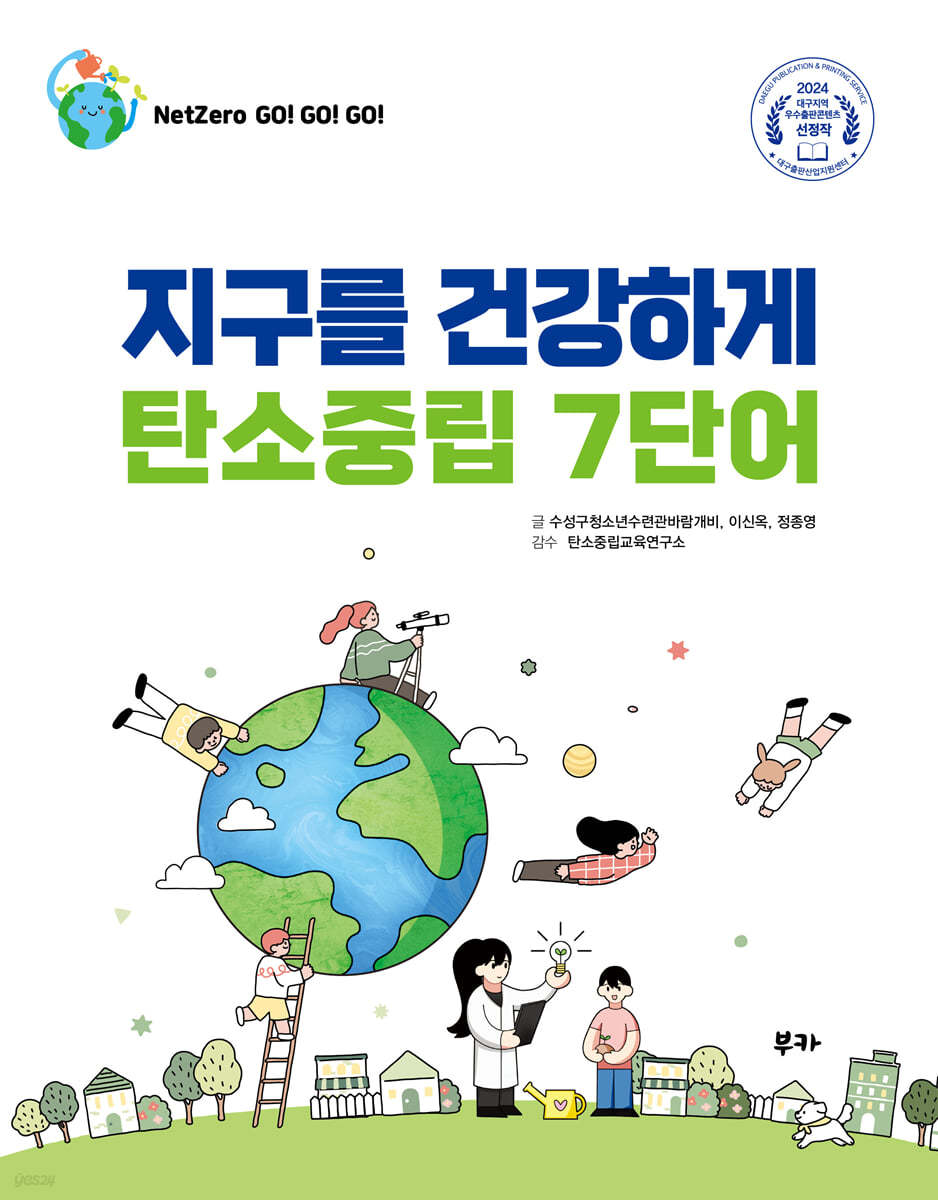 NetZero GO! GO! GO!
DAEGU PUBLICATION & PRINTING SERVICE
2024
대구지역
우수출판콘텐츠
선정작
대구출판산업지원센터
지구를 건강하게
탄소중립 7단어
글 수성구청소년수련관바람개비, 이신옥, 정종영
감수 탄소중립교육연구소
부카
yes24